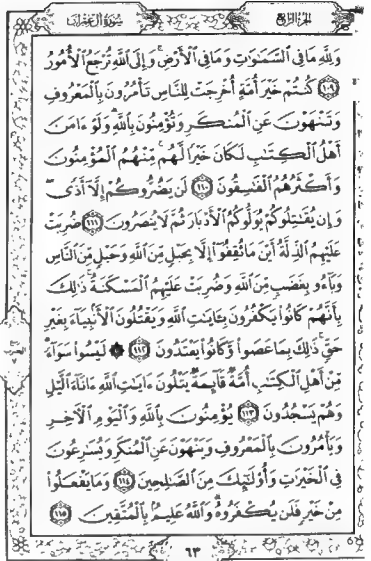 الجزء الرابع
سورة آل عمران
وَلِلَّهِ مَا فِي السَّمَٰوَٰتِ وَمَا فِي الْأَرْضِ ۚ وَإِلَى اللَّهِ تُرْجَعُ الْأُمُورُ
﴿١٠٩﴾ كُنتُمْ خَيْرَ أُمَّةٍ أُخْرِجَتْ لِلنَّاسِ تَأْمُرُونَ بِالْمَعْرُوفِ
وَتَنْهَوْنَ عَنِ الْمُنكَرِ وَتُؤْمِنُونَ بِاللَّهِ ۗ وَلَوْ ءَامَنَ
أَهْلُ الْكِتَٰبِ لَكَانَ خَيْرًا لَّهُم ۚ مِّنْهُمُ الْمُؤْمِنُونَ
وَأَكْثَرُهُمُ الْفَٰسِقُونَ ﴿١١٠﴾ لَن يَضُرُّوكُمْ إِلَّا أَذًى ۖ
وَإِن يُقَٰتِلُوكُمْ يُوَلُّوكُمُ الْأَدْبَارَ ثُمَّ لَا يُنصَرُونَ ﴿١١١﴾ ضُرِبَتْ
عَلَيْهِمُ الذِّلَّةُ أَيْنَ مَا ثُقِفُوٓا إِلَّا بِحَبْلٍ مِّنَ اللَّهِ وَحَبْلٍ مِّنَ النَّاسِ
وَبَآءُو بِغَضَبٍ مِّنَ اللَّهِ وَضُرِبَتْ عَلَيْهِمُ الْمَسْكَنَةُ ۚ ذَٰلِكَ
بِأَنَّهُمْ كَانُوا يَكْفُرُونَ بِـَٔايَٰتِ اللَّهِ وَيَقْتُلُونَ الْأَنۢبِيَآءَ بِغَيْرِ
حَقٍّ ۚ ذَٰلِكَ بِمَا عَصَوا وَّكَانُوا يَعْتَدُونَ ﴿١١٢﴾ ۞ لَيْسُوا سَوَآءً ۗ
مِّنْ أَهْلِ الْكِتَٰبِ أُمَّةٌ قَآئِمَةٌ يَتْلُونَ ءَايَٰتِ اللَّهِ ءَانَآءَ الَّيْلِ
وَهُمْ يَسْجُدُونَ ﴿١١٣﴾ يُؤْمِنُونَ بِاللَّهِ وَالْيَوْمِ الْـَٔاخِرِ
وَيَأْمُرُونَ بِالْمَعْرُوفِ وَيَنْهَوْنَ عَنِ الْمُنكَرِ وَيُسَٰرِعُونَ
فِي الْخَيْرَٰتِ وَأُولَٰٓئِكَ مِنَ الصَّٰلِحِينَ ﴿١١٤﴾ وَمَا يَفْعَلُوا
مِنْ خَيْرٍ فَلَن يُكْفَرُوهُ ۗ وَاللَّهُ عَلِيمٌۢ بِالْمُتَّقِينَ ﴿١١٥﴾